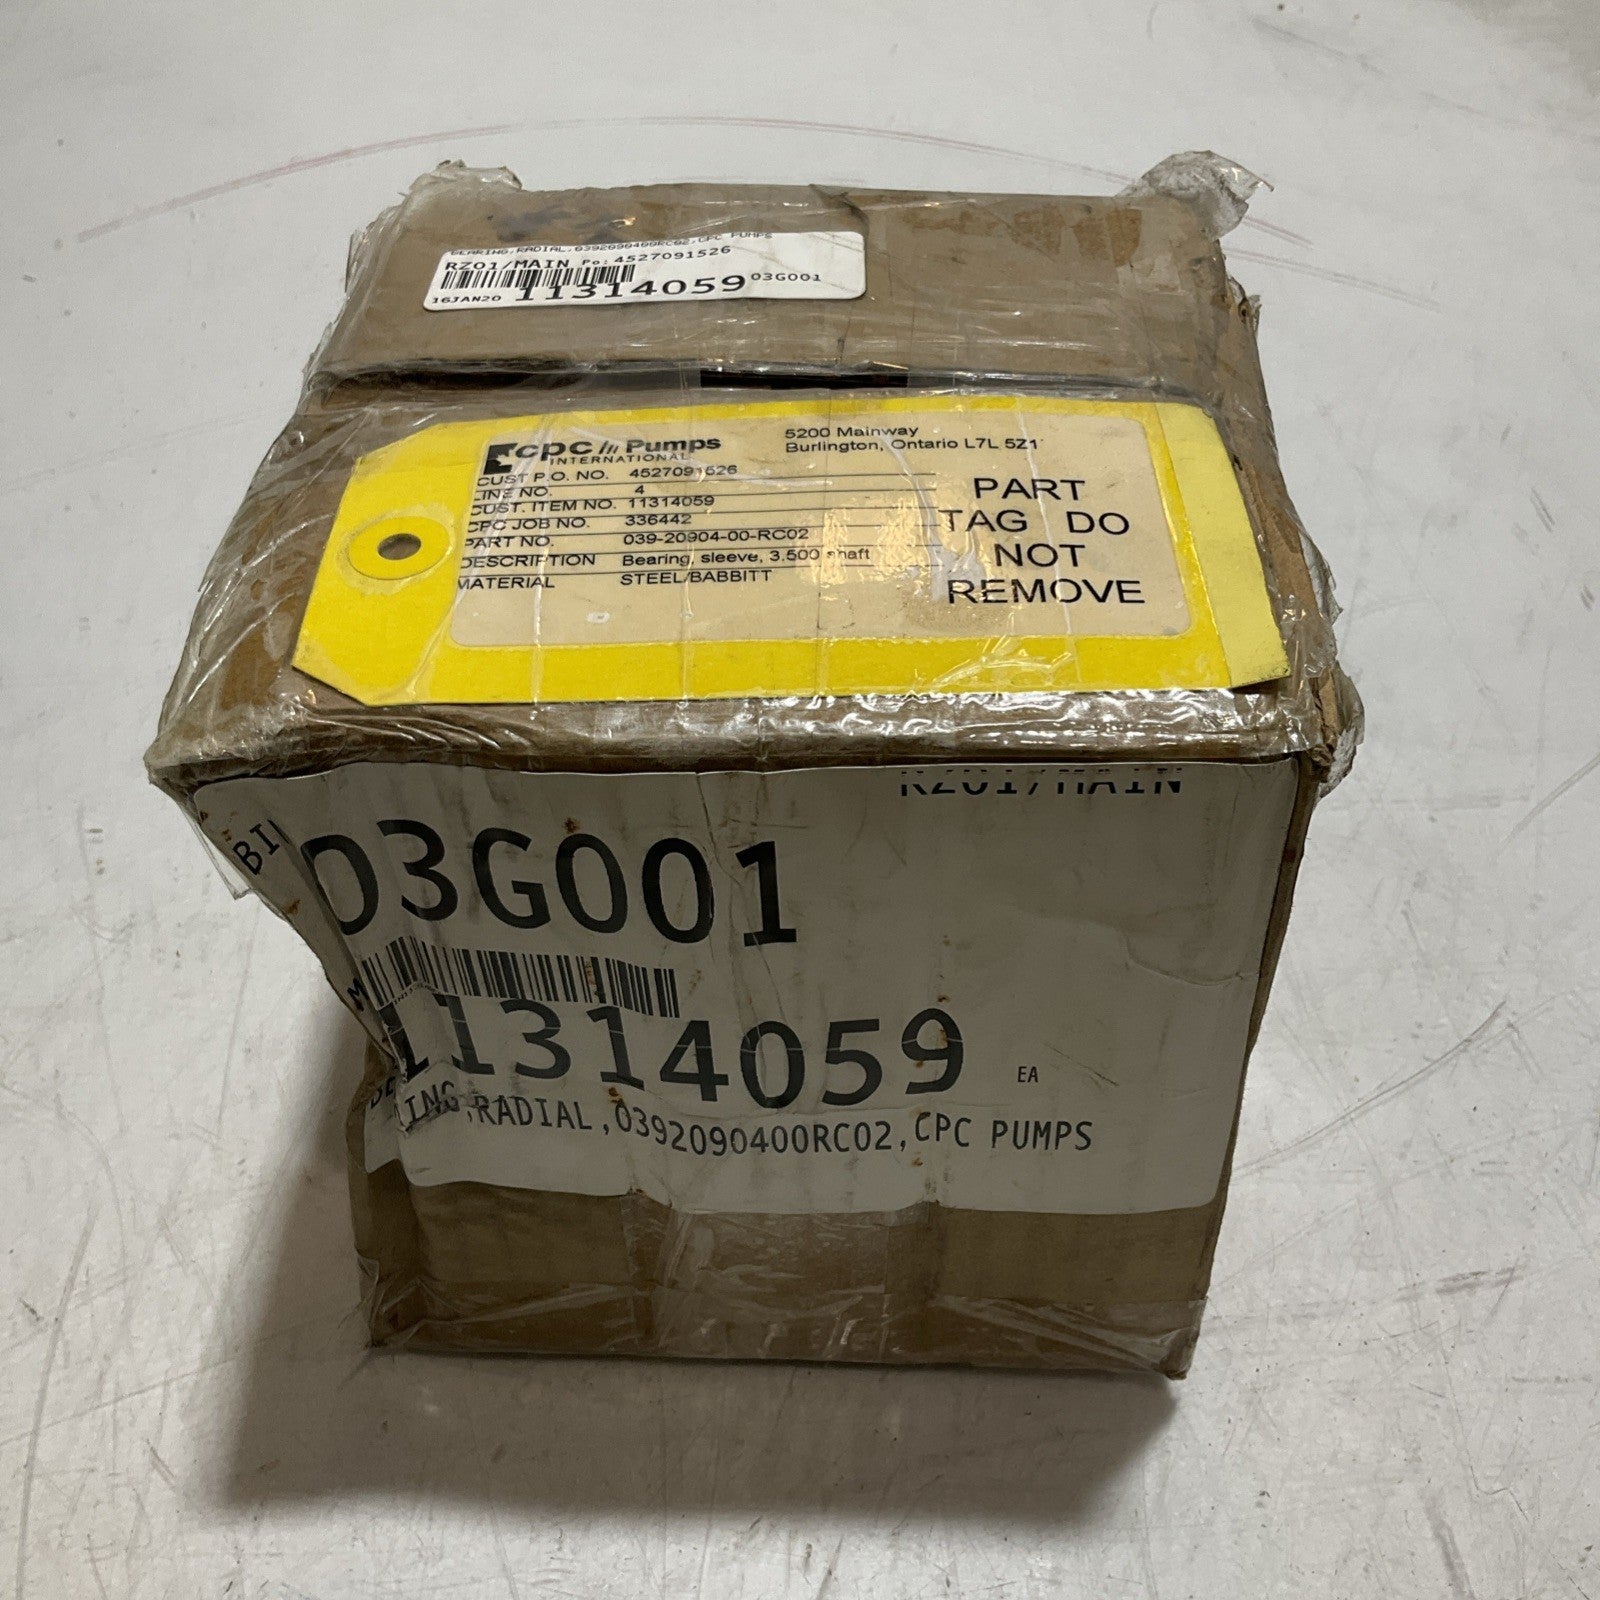 BEARING,RADIAL,0392090400RC02,CPC PUMPS
RZ01/MAIN Po: 4527091526
16JAN20 11314059 03G001
cpc Pumps
INTERNATIONAL
5200 Mainway
Burlington, Ontario L7L 5Z1
CUST P.O. NO. 4527091526
LINE NO. 4
CUST. ITEM NO. 11314059
CPC JOB NO. 336442
PART NO. 039-20904-00-RC02
DESCRIPTION Bearing, sleeve, 3.500 shaft
MATERIAL STEEL/BABBITT
PART
TAG DO
NOT
REMOVE
RZ01/MAIN
BI
03G001
M
11314059 EA
BEARING,RADIAL,0392090400RC02,CPC PUMPS